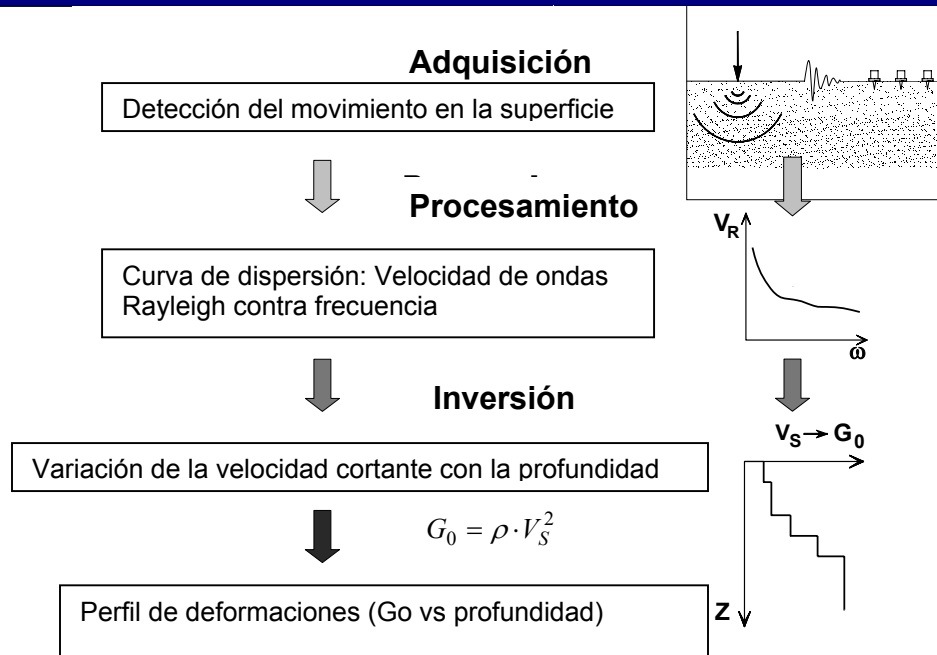 Adquisición
Detección del movimiento en la superficie
Procesamiento
V_R
Curva de dispersión: Velocidad de ondas
Rayleigh contra frecuencia
ω
Inversión
V_S → G_0
Variación de la velocidad cortante con la profundidad
G_0 = ρ · V_S^2
Perfil de deformaciones (Go vs profundidad)
Z